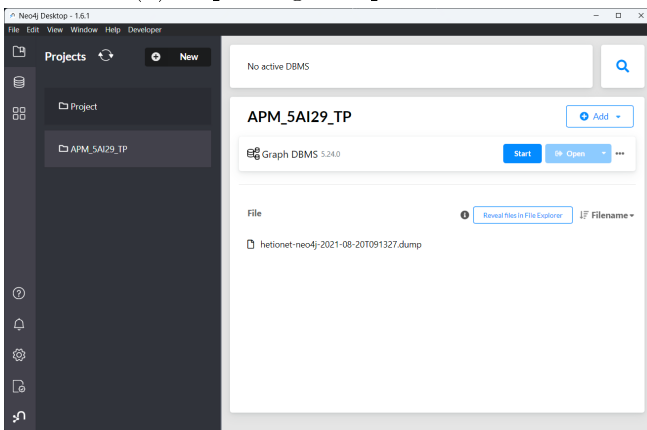 Neo4j Desktop - 1.6.1
File Edit View Window Help Developer
Projects
New
Project
APM_5AI29_TP
No active DBMS
APM_5AI29_TP
Add
Graph DBMS 5.24.0
Start
Open
File
Reveal files in File Explorer
Filename
hetionet-neo4j-2021-08-20T091327.dump